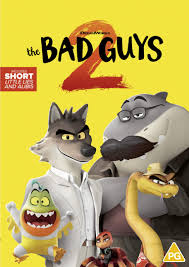 DREAMWORKS
the BAD GUYS
2
INCLUDES
SHORT
LITTLE LIES AND ALIBIS
PG